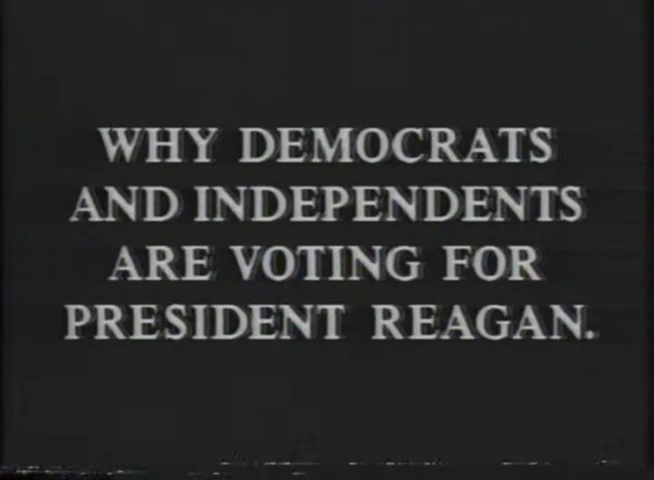 WHY DEMOCRATS
AND INDEPENDENTS
ARE VOTING FOR
PRESIDENT REAGAN.